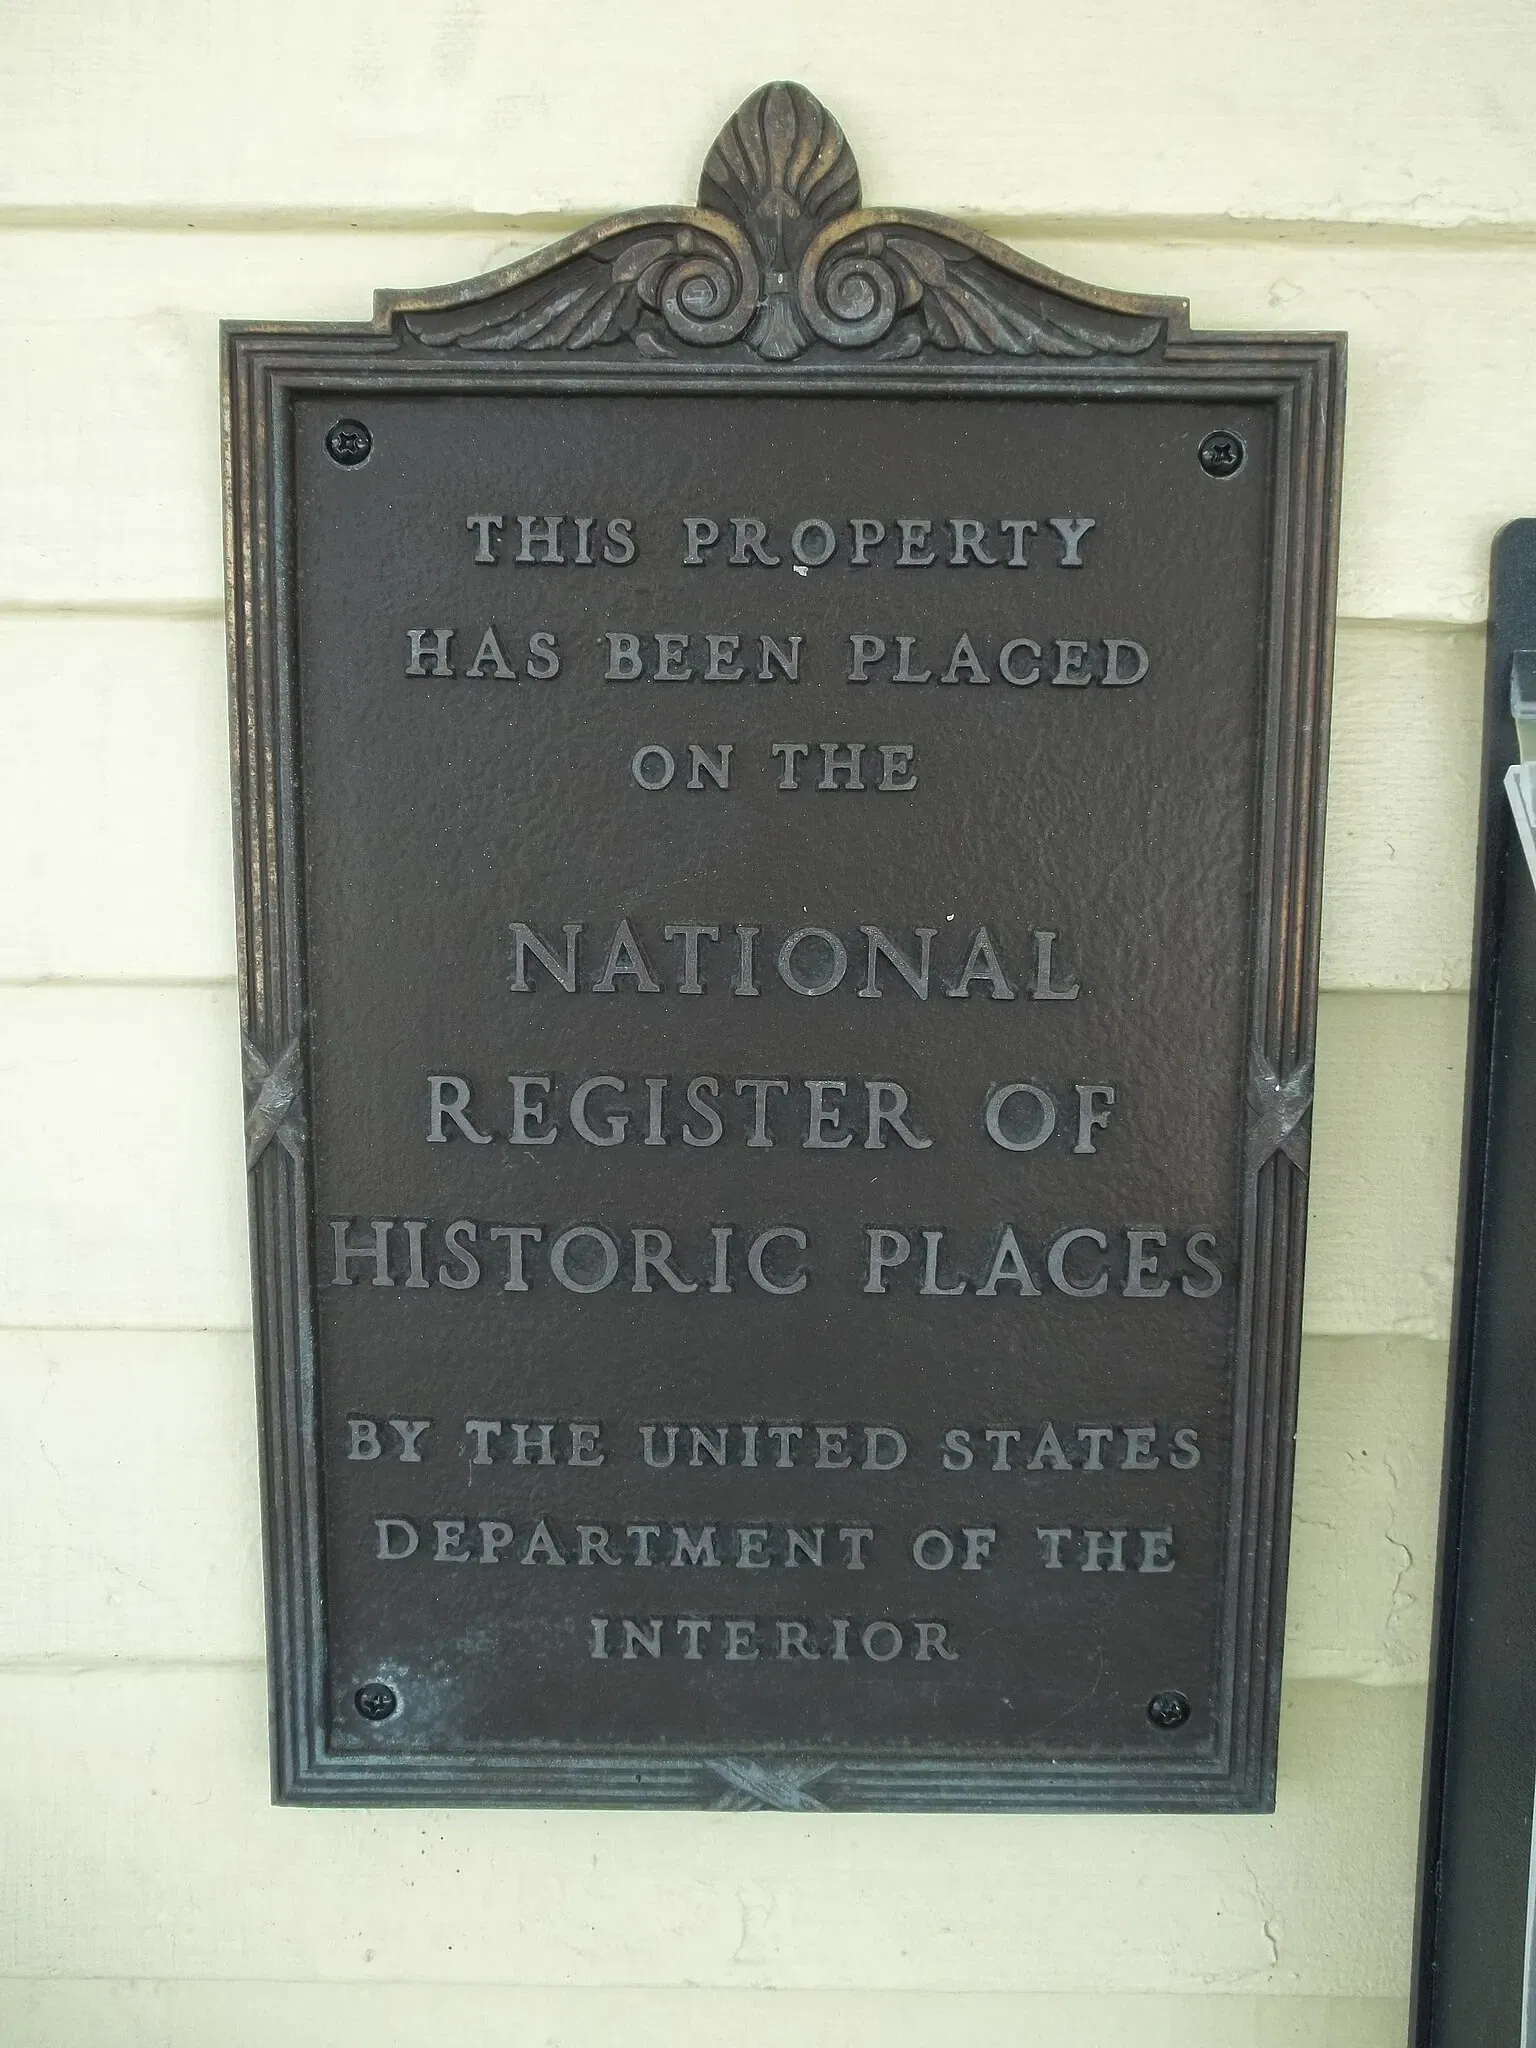 THIS PROPERTY
HAS BEEN PLACED
ON THE
NATIONAL
REGISTER OF
HISTORIC PLACES
BY THE UNITED STATES
DEPARTMENT OF THE
INTERIOR